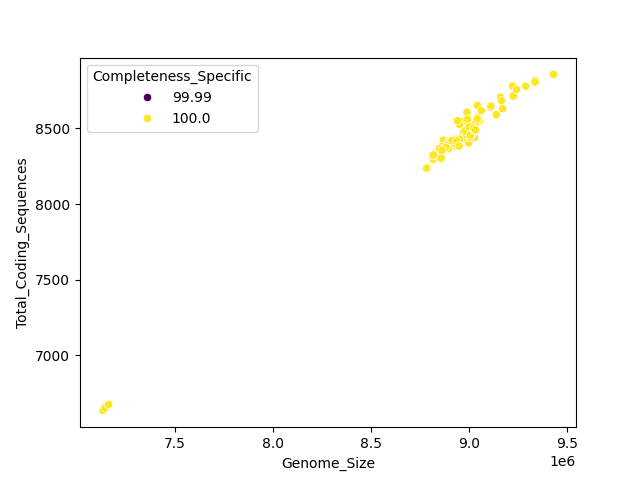 Completeness_Specific
99.99
100.0
8500
8000
7500
7000
Total_Coding_Sequences
7.5
8.0
8.5
9.0
9.5
1e6
Genome_Size